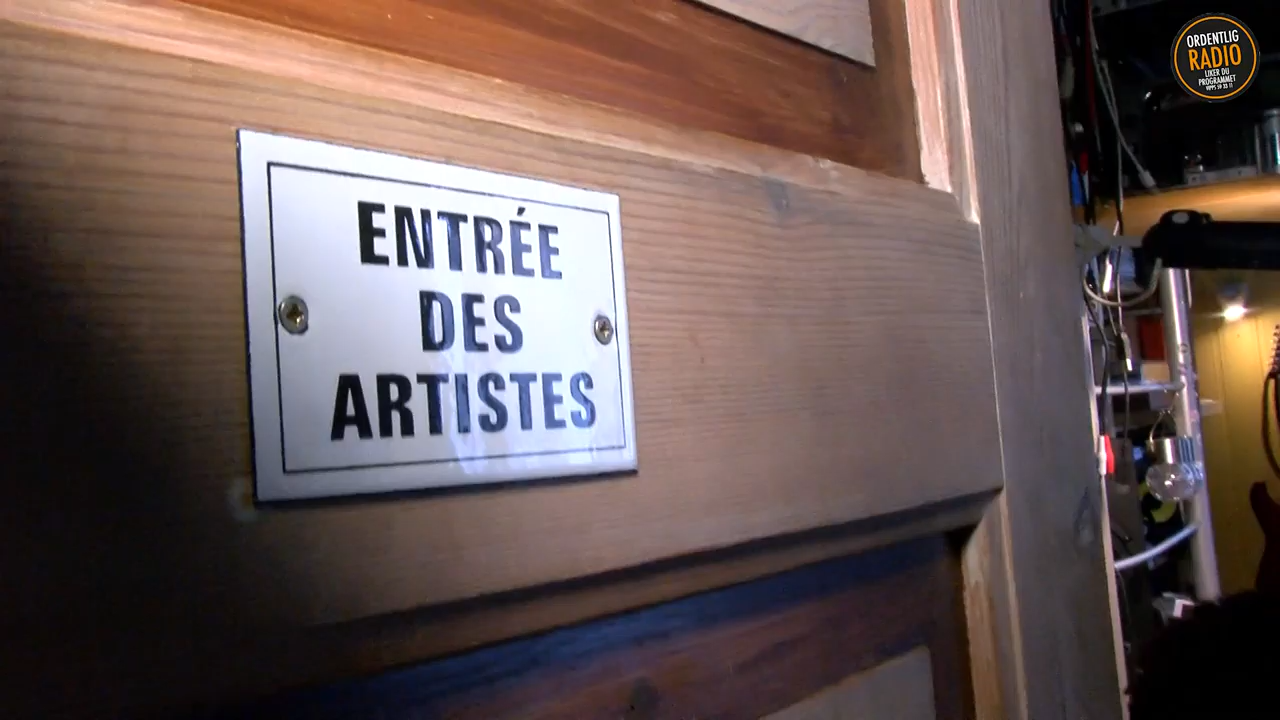 ENTRÉE
DES
ARTISTES
ORDENTLIG
RADIO
LIKER DU
PROGRAMMET